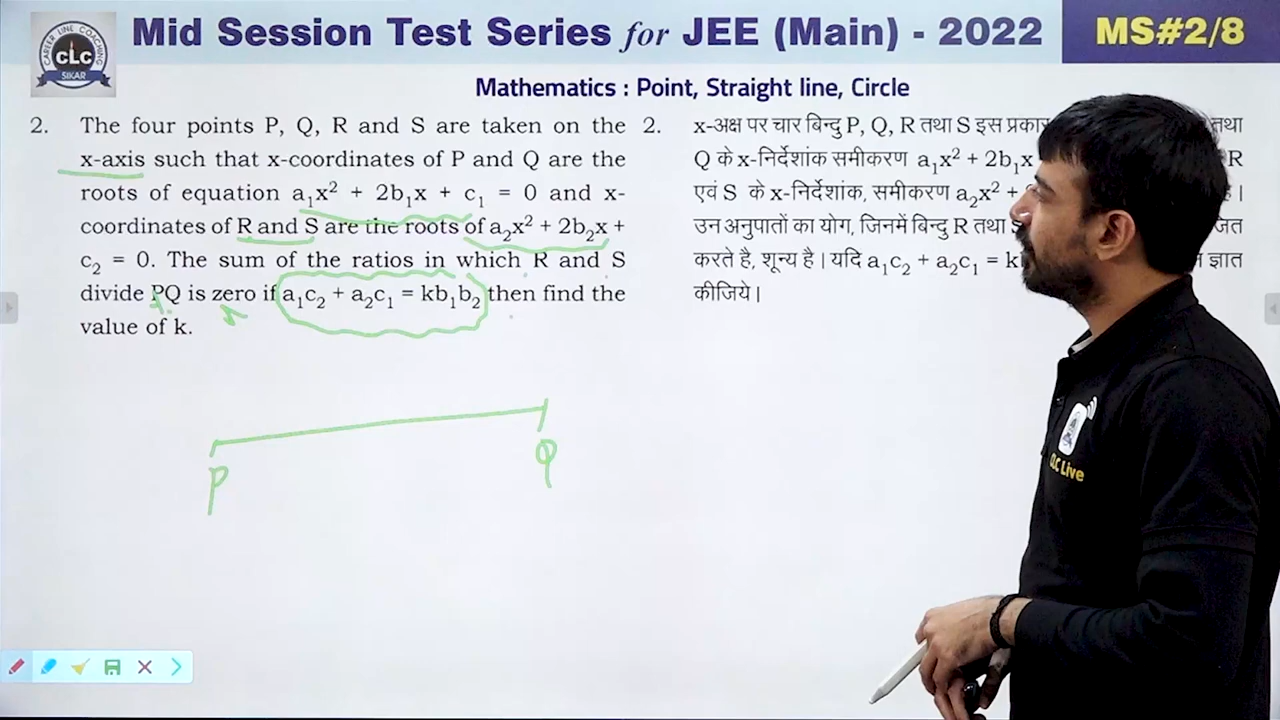 CAREER LINE COACHING
CLC
SIKAR
Mid Session Test Series for JEE (Main) - 2022
MS#2/8
Mathematics : Point, Straight line, Circle
2. The four points P, Q, R and S are taken on the
x-axis such that x-coordinates of P and Q are the
roots of equation a₁x² + 2b₁x + c₁ = 0 and x-
coordinates of R and S are the roots of a₂x² + 2b₂x +
c₂ = 0. The sum of the ratios in which R and S
divide PQ is zero if a₁c₂ + a₂c₁ = kb₁b₂ then find the
value of k.
2. x-अक्ष पर चार बिन्दु P, Q, R तथा S इस प्रकार तथा
Q के x-निर्देशांक समीकरण a₁x² + 2b₁x R
एवं S के x-निर्देशांक, समीकरण a₂x² + है।
उन अनुपातों का योग, जिनमें बिन्दु R तथा
करते है, शून्य है। यदि a₁c₂ + a₂c₁ = k ज्ञात
कीजिये।
P
Q
CLC Live